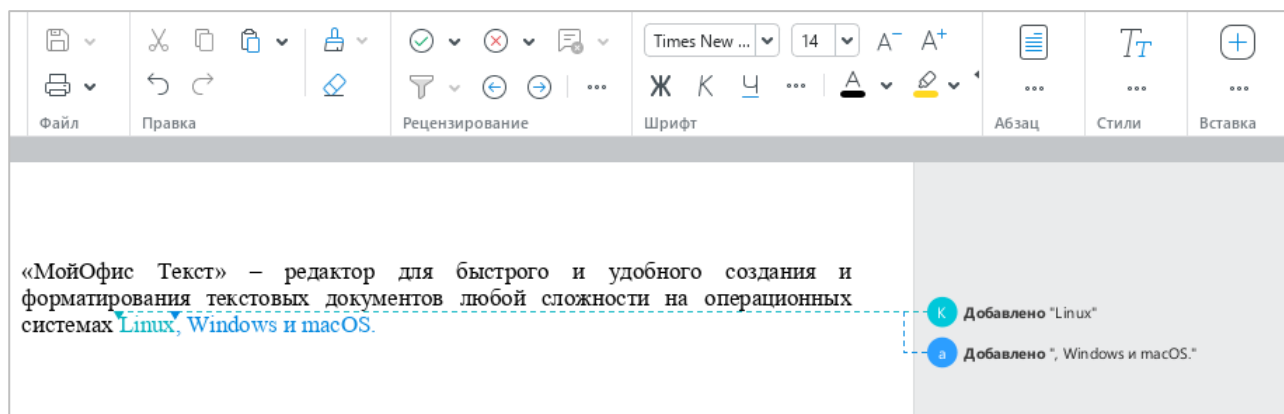 Times New ... 14 A⁻ A⁺ Tт
Ж К Ч A
Файл Правка Рецензирование Шрифт Абзац Стили Вставка
«МойОфис Текст» – редактор для быстрого и удобного создания и
форматирования текстовых документов любой сложности на операционных
системах Linux, Windows и macOS.
К Добавлено "Linux"
а Добавлено ", Windows и macOS."